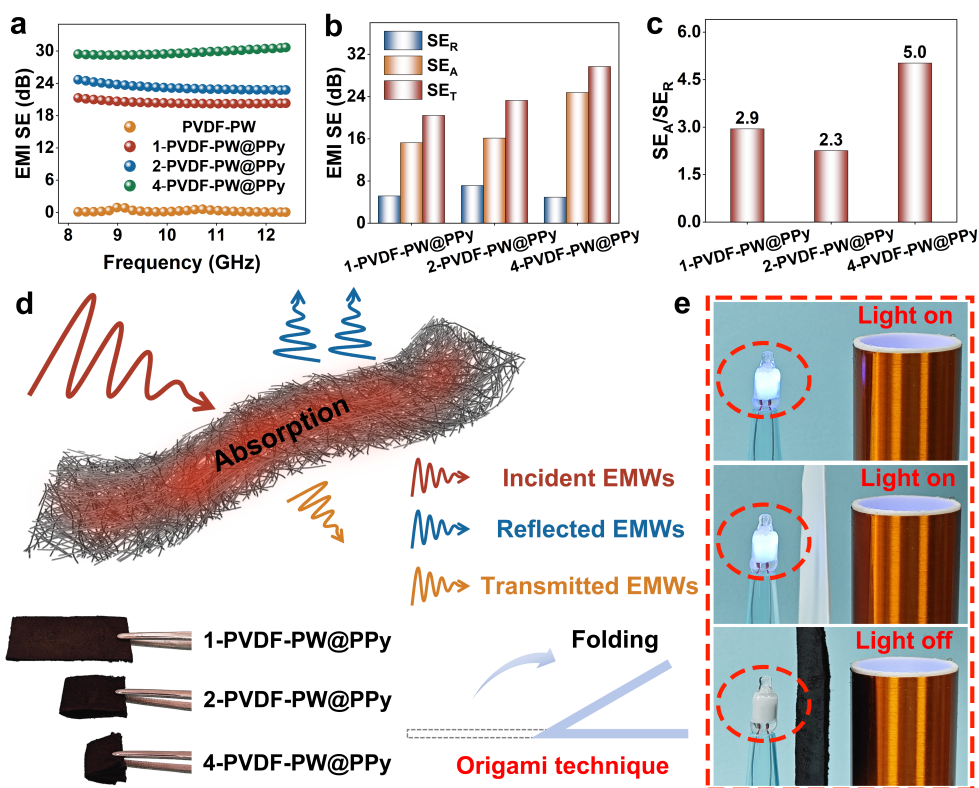 a
EMI SE (dB)
30
24
18
12
6
0
PVDF-PW
1-PVDF-PW@PPy
2-PVDF-PW@PPy
4-PVDF-PW@PPy
8
9
10
11
12
Frequency (GHz)
b
EMI SE (dB)
32
24
16
8
0
SE_R
SE_A
SE_T
1-PVDF-PW@PPy
2-PVDF-PW@PPy
4-PVDF-PW@PPy
c
SE_A/SE_R
6.0
4.5
3.0
1.5
0.0
2.9
2.3
5.0
1-PVDF-PW@PPy
2-PVDF-PW@PPy
4-PVDF-PW@PPy
d
Absorption
Incident EMWs
Reflected EMWs
Transmitted EMWs
1-PVDF-PW@PPy
2-PVDF-PW@PPy
4-PVDF-PW@PPy
Folding
Origami technique
e
Light on
Light on
Light off